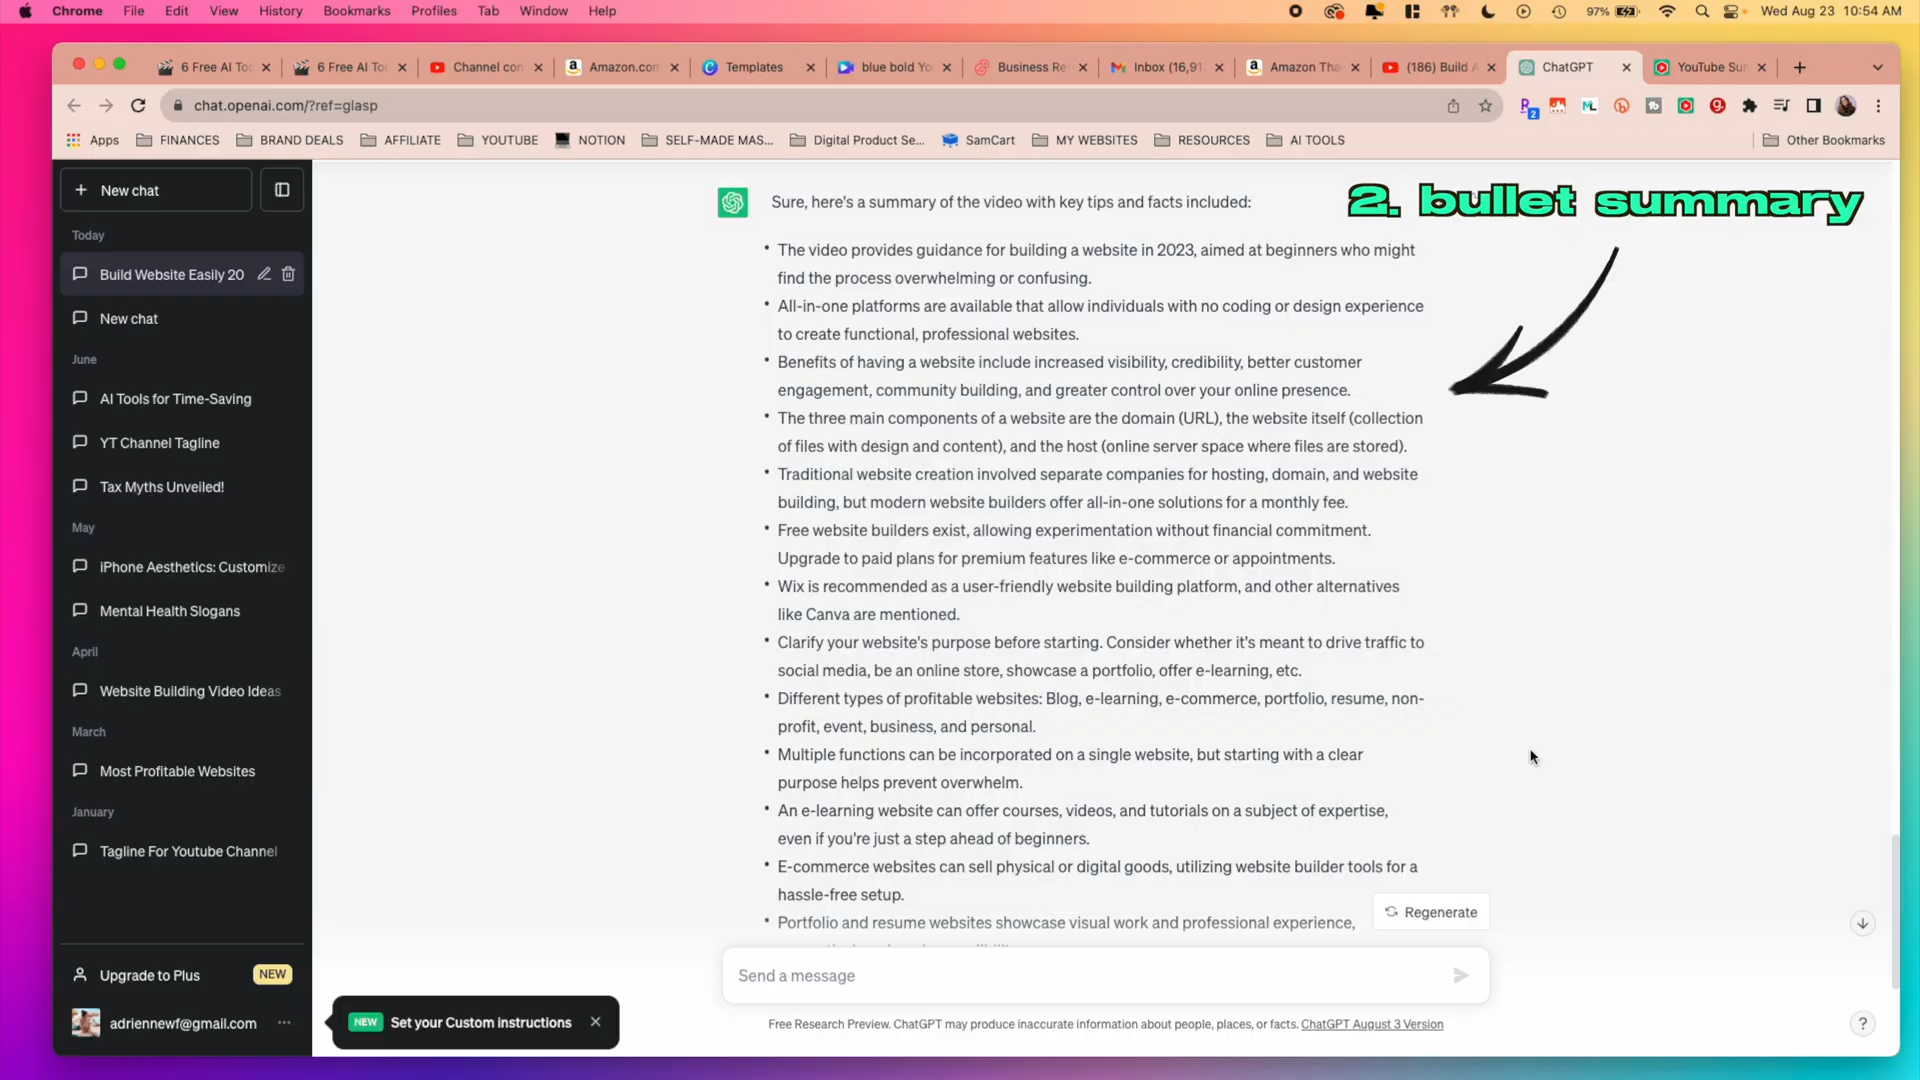 Chrome File Edit View History Bookmarks Profiles Tab Window Help
97% Wed Aug 23 10:54 AM
6 Free AI Too
6 Free AI Too
Channel con
Amazon.com
Templates
blue bold Yo
Business Re
Inbox (16,91
Amazon Tha
(186) Build A
ChatGPT
YouTube Sum
chat.openai.com/?ref=glasp
Apps FINANCES BRAND DEALS AFFILIATE YOUTUBE NOTION SELF-MADE MAS... Digital Product Se... SamCart MY WEBSITES RESOURCES AI TOOLS Other Bookmarks
New chat
Today
Build Website Easily 20
New chat
June
AI Tools for Time-Saving
YT Channel Tagline
Tax Myths Unveiled!
May
iPhone Aesthetics: Customize
Mental Health Slogans
April
Website Building Video Ideas
March
Most Profitable Websites
January
Tagline For Youtube Channel
Upgrade to Plus NEW
adriennewf@gmail.com
NEW Set your Custom instructions
2. bullet summary
Sure, here's a summary of the video with key tips and facts included:
• The video provides guidance for building a website in 2023, aimed at beginners who might
find the process overwhelming or confusing.
• All-in-one platforms are available that allow individuals with no coding or design experience
to create functional, professional websites.
• Benefits of having a website include increased visibility, credibility, better customer
engagement, community building, and greater control over your online presence.
• The three main components of a website are the domain (URL), the website itself (collection
of files with design and content), and the host (online server space where files are stored).
• Traditional website creation involved separate companies for hosting, domain, and website
building, but modern website builders offer all-in-one solutions for a monthly fee.
• Free website builders exist, allowing experimentation without financial commitment.
Upgrade to paid plans for premium features like e-commerce or appointments.
• Wix is recommended as a user-friendly website building platform, and other alternatives
like Canva are mentioned.
• Clarify your website's purpose before starting. Consider whether it's meant to drive traffic to
social media, be an online store, showcase a portfolio, offer e-learning, etc.
• Different types of profitable websites: Blog, e-learning, e-commerce, portfolio, resume, non-
profit, event, business, and personal.
• Multiple functions can be incorporated on a single website, but starting with a clear
purpose helps prevent overwhelm.
• An e-learning website can offer courses, videos, and tutorials on a subject of expertise,
even if you're just a step ahead of beginners.
• E-commerce websites can sell physical or digital goods, utilizing website builder tools for a
hassle-free setup.
• Portfolio and resume websites showcase visual work and professional experience,
Regenerate
Send a message
Free Research Preview. ChatGPT may produce inaccurate information about people, places, or facts. ChatGPT August 3 Version
?